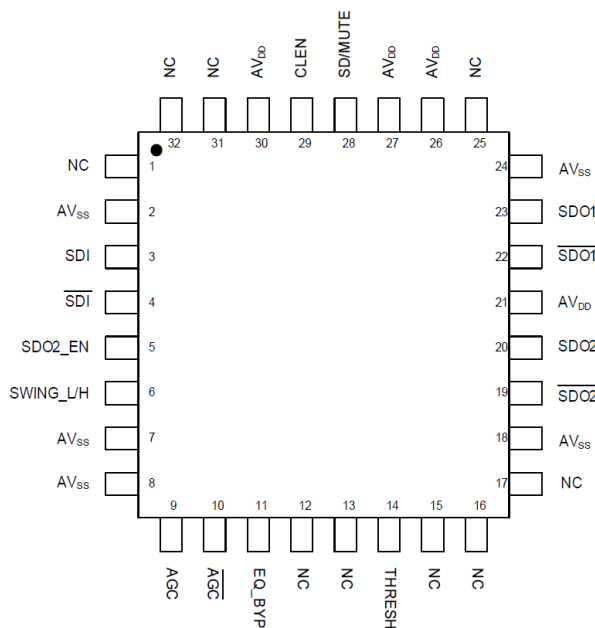 NC
NC
AVDD
CLEN
SD/MUTE
AVDD
AVDD
NC
32
31
30
29
28
27
26
25
NC
1
24
AVSS
AVSS
2
23
SDO1
SDI
3
22
SDO1
SDI
4
21
AVDD
SDO2_EN
5
20
SDO2
SWING_L/H
6
19
SDO2
AVSS
7
18
AVSS
AVSS
8
17
NC
9
10
11
12
13
14
15
16
AGC
AGC
EQ_BYP
NC
NC
THRESH
NC
NC